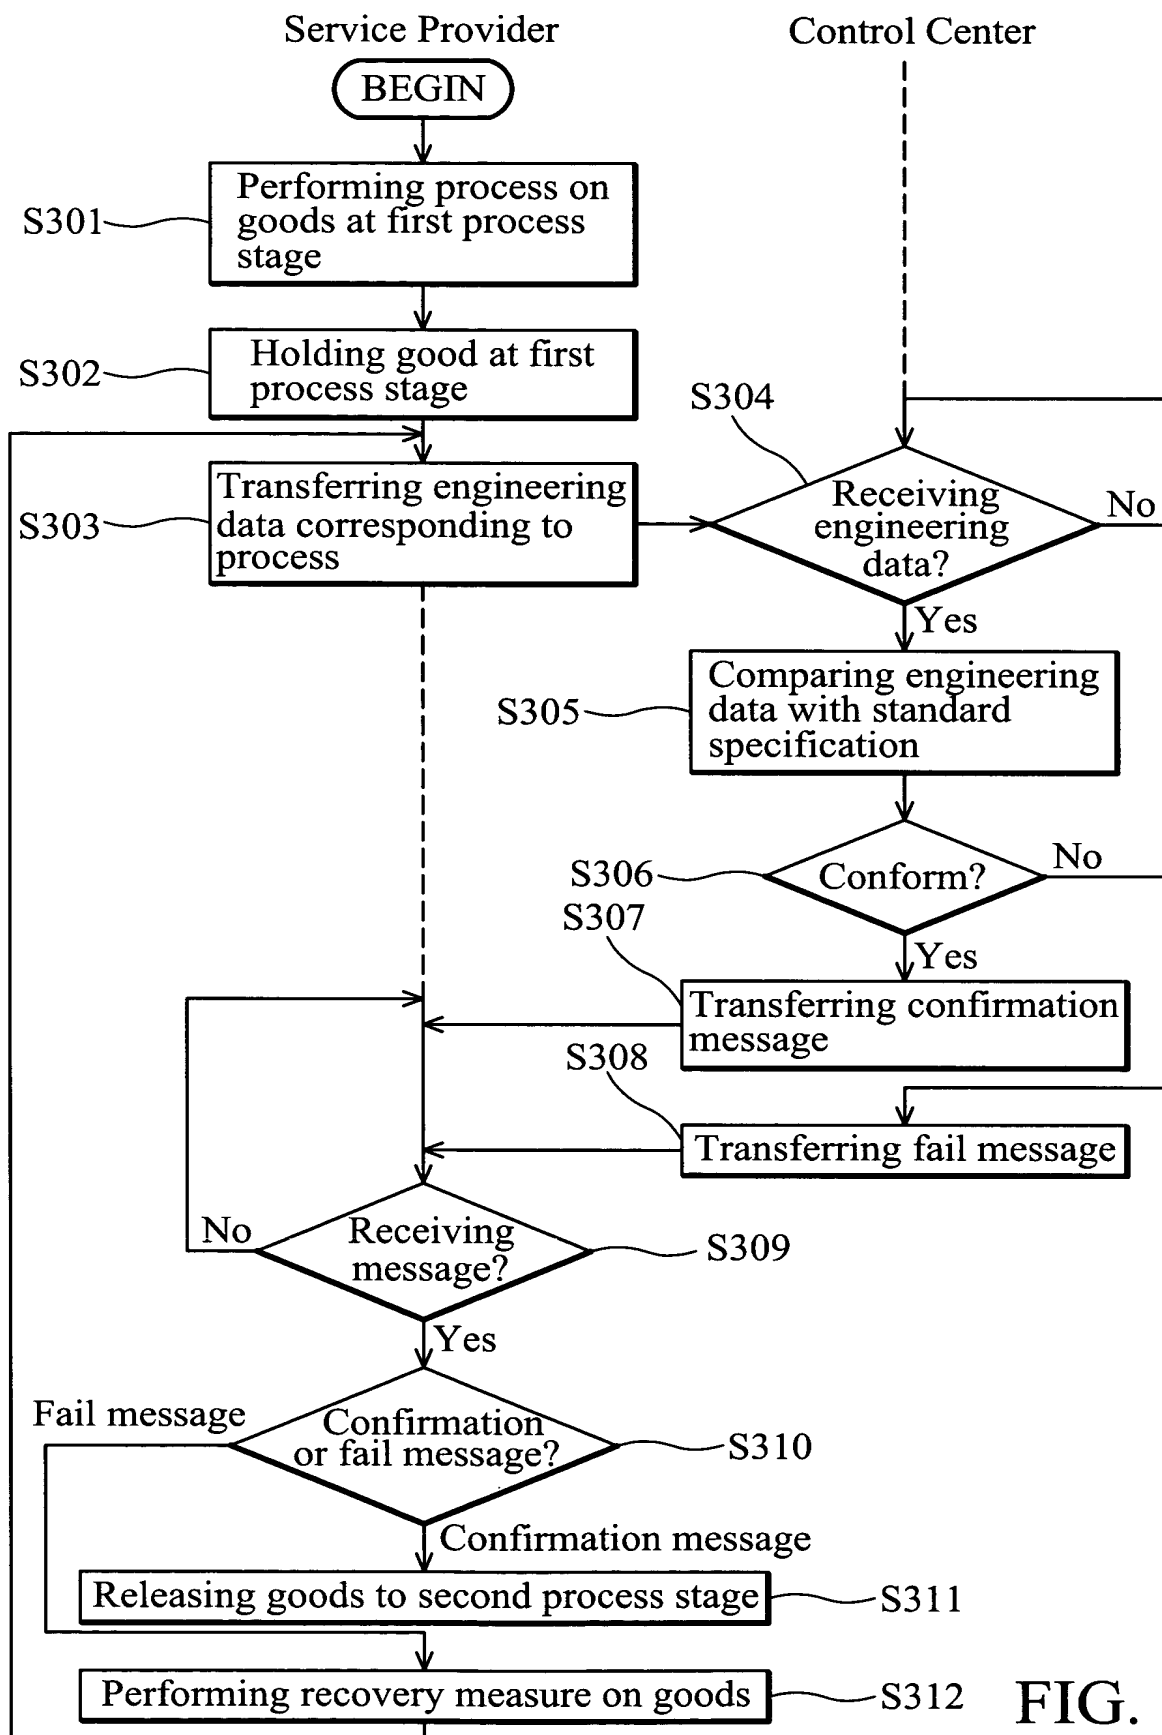 Service Provider
Control Center
BEGIN
S301
Performing process on
goods at first process
stage
S302
Holding good at first
process stage
S304
S303
Transferring engineering
data corresponding to
process
Receiving
engineering
data?
No
Yes
S305
Comparing engineering
data with standard
specification
S306
Conform?
No
S307
Yes
Transferring confirmation
message
S308
Transferring fail message
No
Receiving
message?
S309
Yes
Fail message
Confirmation
or fail message?
S310
Confirmation message
Releasing goods to second process stage
S311
Performing recovery measure on goods
S312
FIG.